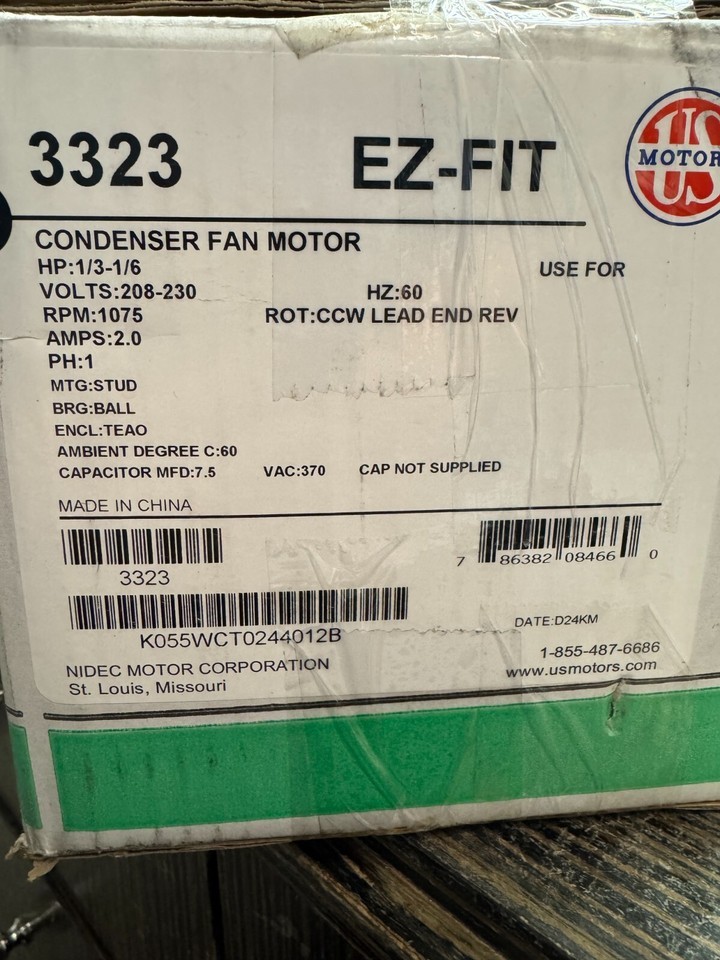 3323 EZ-FIT
US
MOTOR
CONDENSER FAN MOTOR
HP:1/3-1/6 USE FOR
VOLTS:208-230 HZ:60
RPM:1075 ROT:CCW LEAD END REV
AMPS:2.0
PH:1
MTG:STUD
BRG:BALL
ENCL:TEAO
AMBIENT DEGREE C:60
CAPACITOR MFD:7.5 VAC:370 CAP NOT SUPPLIED
MADE IN CHINA
3323
7 86382 08466 0
K055WCT0244012B
DATE:D24KM
NIDEC MOTOR CORPORATION
St. Louis, Missouri
1-855-487-6686
www.usmotors.com